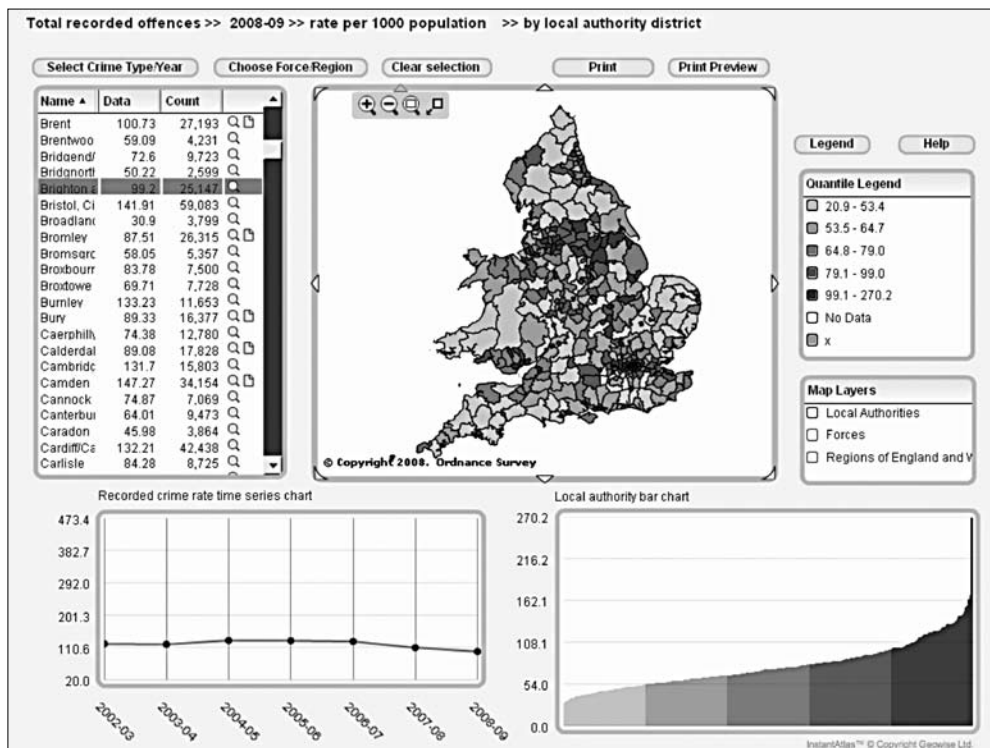 Total recorded offences >> 2008-09 >> rate per 1000 population >> by local authority district
Select Crime Type/Year Choose Force/Region Clear selection Print Print Preview
Name ▲ Data Count
Brent 100.73 27,193
Brentwoo 59.09 4,231
Bridgend/ 72.6 9,723
Bridgnortl 50.22 2,599
Brighton a 99.2 25,147
Bristol, Ci 141.91 59,083
Broadland 30.9 3,799
Bromley 87.51 26,315
Bromsgrc 58.05 5,357
Broxbourr 83.78 7,500
Broxtowe 69.71 7,728
Burnley 133.23 11,653
Bury 89.33 16,377
Caerphilly 74.38 12,780
Calderdal 89.08 17,828
Cambridg 131.7 15,803
Camden 147.27 34,154
Cannock 74.87 7,069
Canterbur 64.01 9,473
Caradon 45.98 3,864
Cardiff/Ca 132.21 42,438
Carlisle 84.28 8,725
© Copyright 2008. Ordnance Survey
Legend Help
Quantile Legend
20.9 - 53.4
53.5 - 64.7
64.8 - 79.0
79.1 - 99.0
99.1 - 270.2
No Data
x
Map Layers
Local Authorities
Forces
Regions of England and W
Recorded crime rate time series chart
473.4
382.7
292.0
201.3
110.6
20.0
2002-03
2003-04
2004-05
2005-06
2006-07
2007-08
2008-09
Local authority bar chart
270.2
216.2
162.1
108.1
54.0
0.0
InstantAtlas™ © Copyright Geowise Ltd.